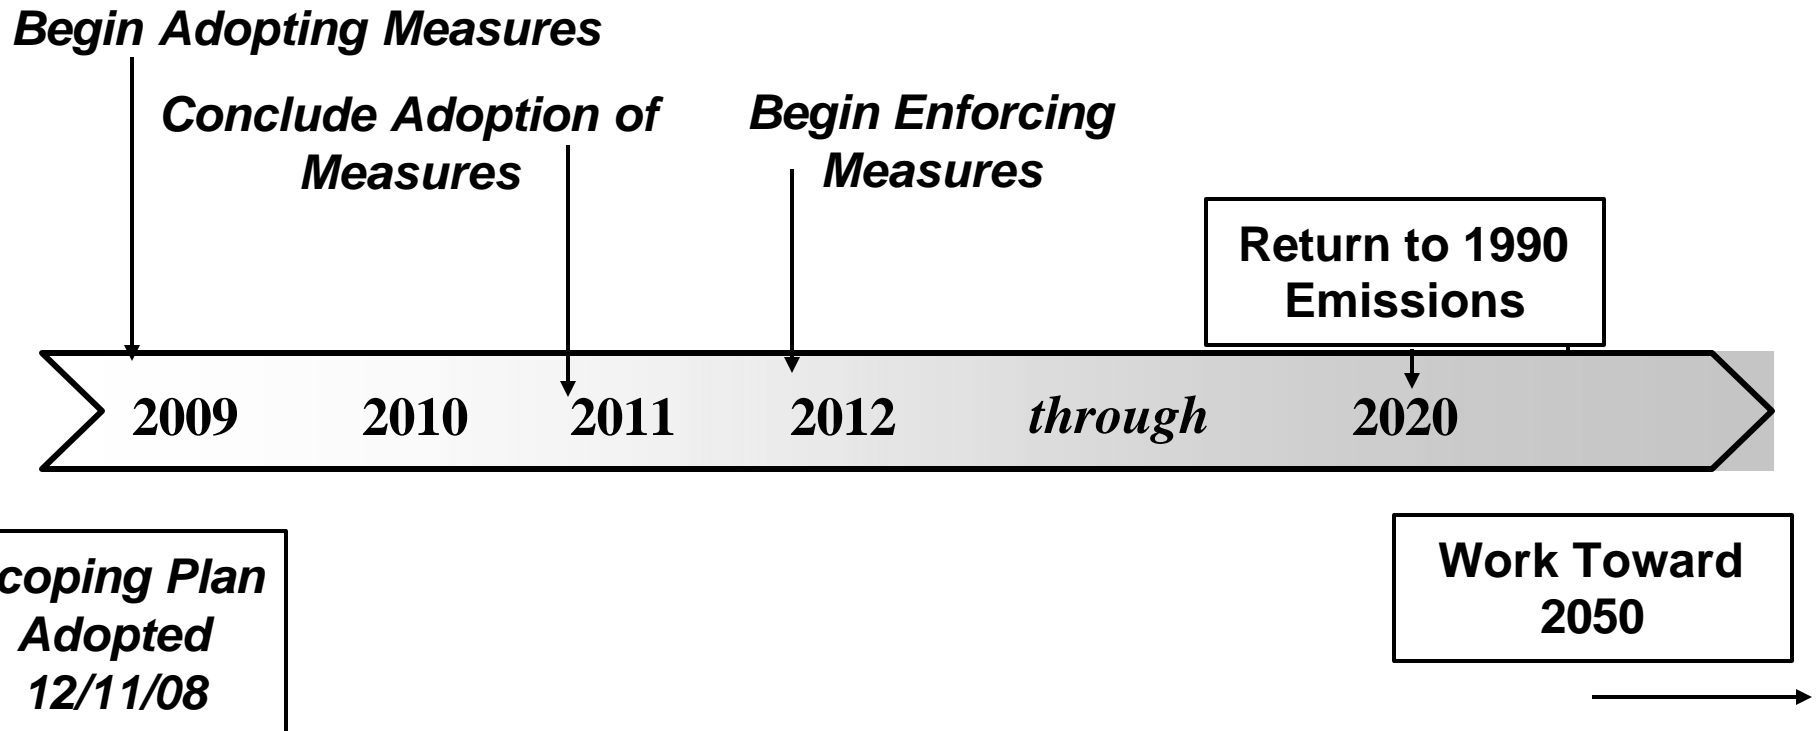 Begin Adopting Measures
Conclude Adoption of
Measures
Begin Enforcing
Measures
Return to 1990
Emissions
2009 2010 2011 2012 through 2020
coping Plan
Adopted
12/11/08
Work Toward
2050